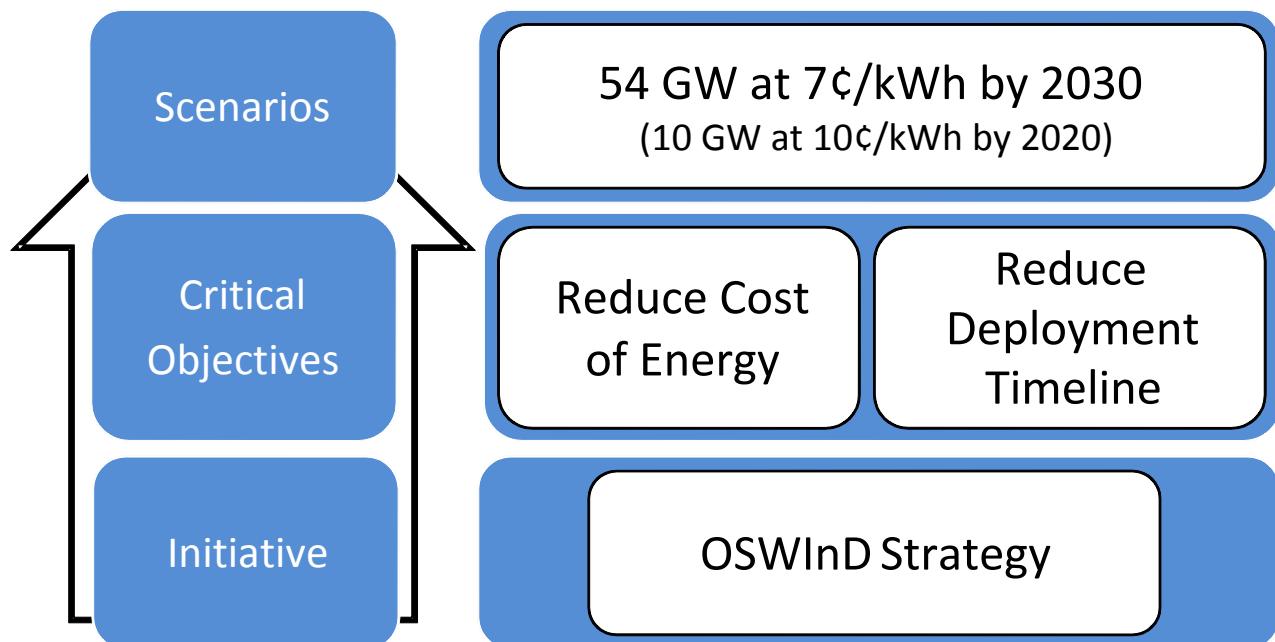 Scenarios
54 GW at 7¢/kWh by 2030
(10 GW at 10¢/kWh by 2020)
Critical
Objectives
Reduce Cost
of Energy
Reduce
Deployment
Timeline
Initiative
OSWInD Strategy